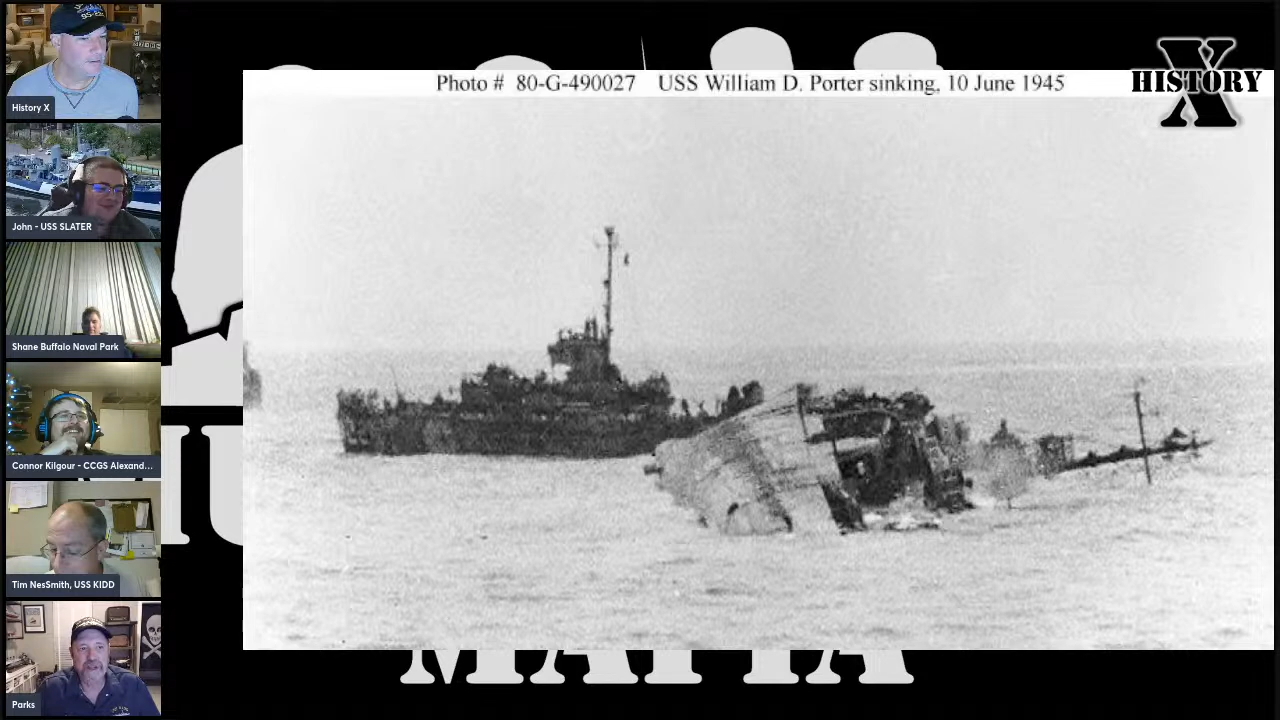 History X
John - USS SLATER
Shane Buffalo Naval Park
Connor Kilgour - CCGS Alexand...
Tim NesSmith, USS KIDD
Parks
Photo # 80-G-490027 USS William D. Porter sinking, 10 June 1945
X
HISTORY
MAFIA